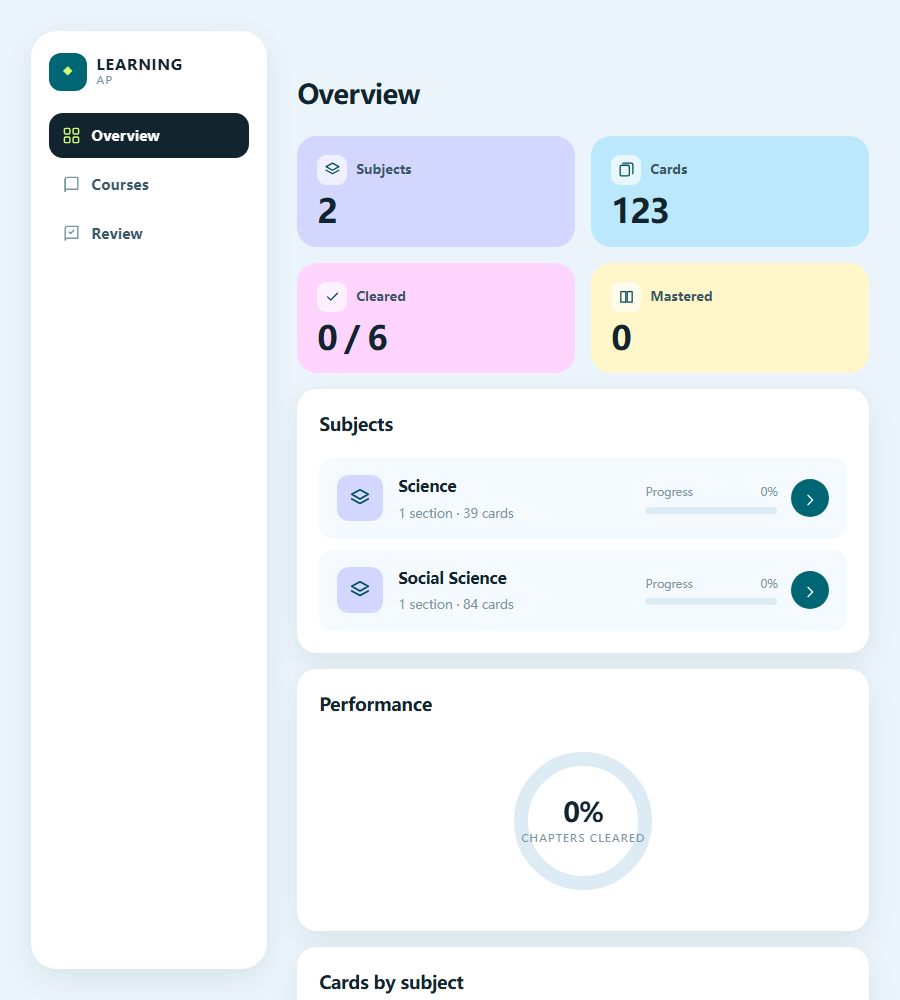 LEARNING
AP
Overview
Courses
Review
Overview
Subjects
2
Cards
123
Cleared
0 / 6
Mastered
0
Subjects
Science
1 section · 39 cards
Progress 0%
Social Science
1 section · 84 cards
Progress 0%
Performance
0%
CHAPTERS CLEARED
Cards by subject